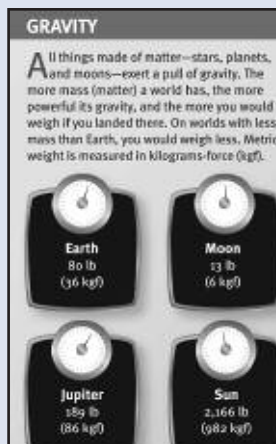 GRAVITY
All things made of matter—stars, planets,
and moons—exert a pull of gravity. The
more mass (matter) a world has, the more
powerful its gravity, and the more you would
weigh if you landed there. On worlds with less
mass than Earth, you would weigh less. Metric
weight is measured in kilograms-force (kgf).
Earth
80 lb
(36 kgf)
Moon
13 lb
(6 kgf)
Jupiter
189 lb
(86 kgf)
Sun
2,166 lb
(982 kgf)